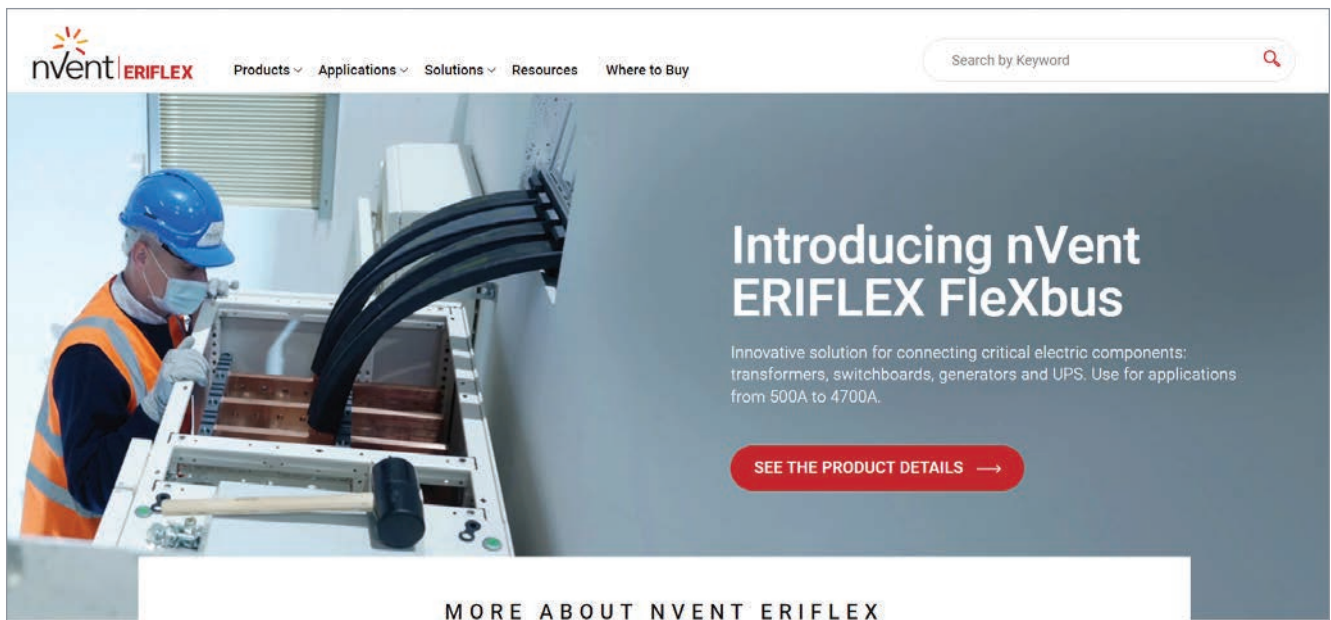 nVent ERIFLEX
Products Applications Solutions Resources Where to Buy
Search by Keyword
Introducing nVent
ERIFLEX FleXbus
Innovative solution for connecting critical electric components:
transformers, switchboards, generators and UPS. Use for applications
from 500A to 4700A.
SEE THE PRODUCT DETAILS
MORE ABOUT NVENT ERIFLEX